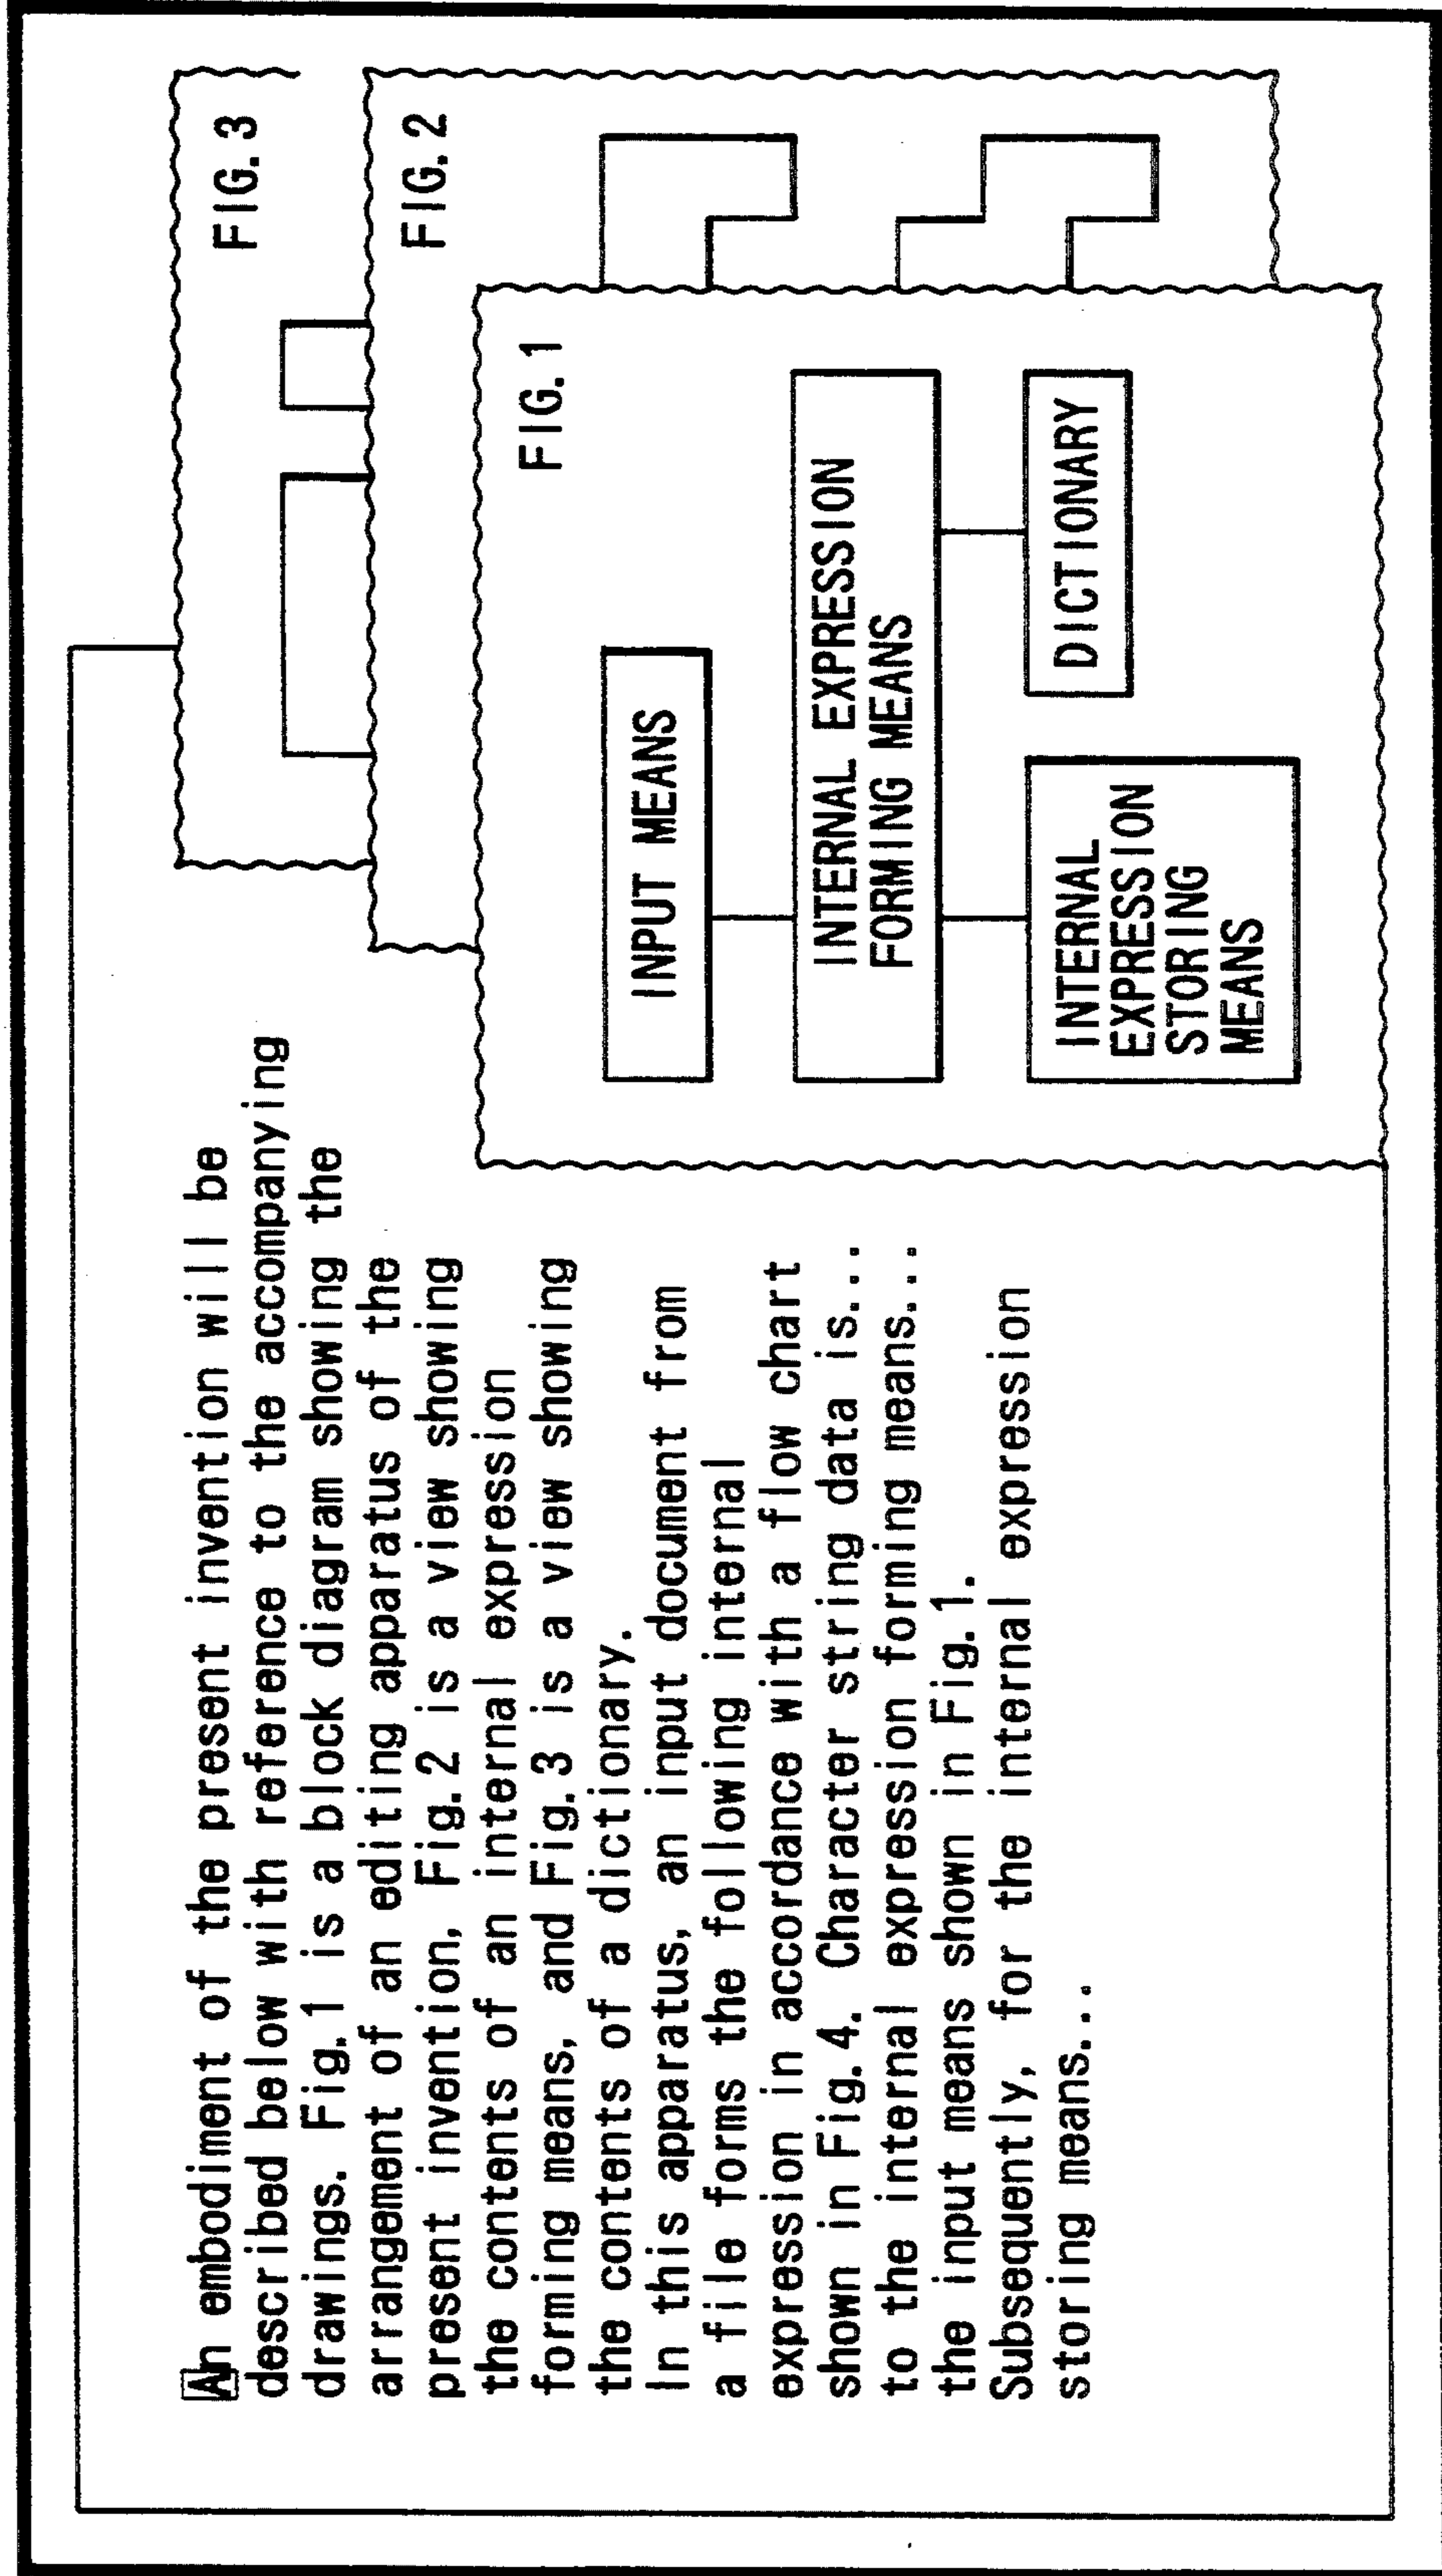 An embodiment of the present invention will be
described below with reference to the accompanying
drawings. Fig. 1 is a block diagram showing the
arrangement of an editing apparatus of the
present invention, Fig. 2 is a view showing
the contents of an internal expression
forming means, and Fig. 3 is a view showing
the contents of a dictionary.
In this apparatus, an input document from
a file forms the following internal
expression in accordance with a flow chart
shown in Fig. 4. Character string data is...
to the internal expression forming means...
the input means shown in Fig. 1.
Subsequently, for the internal expression
storing means...
FIG. 3
FIG. 2
FIG. 1
INPUT MEANS
INTERNAL EXPRESSION
FORMING MEANS
INTERNAL
EXPRESSION
STORING
MEANS
DICTIONARY